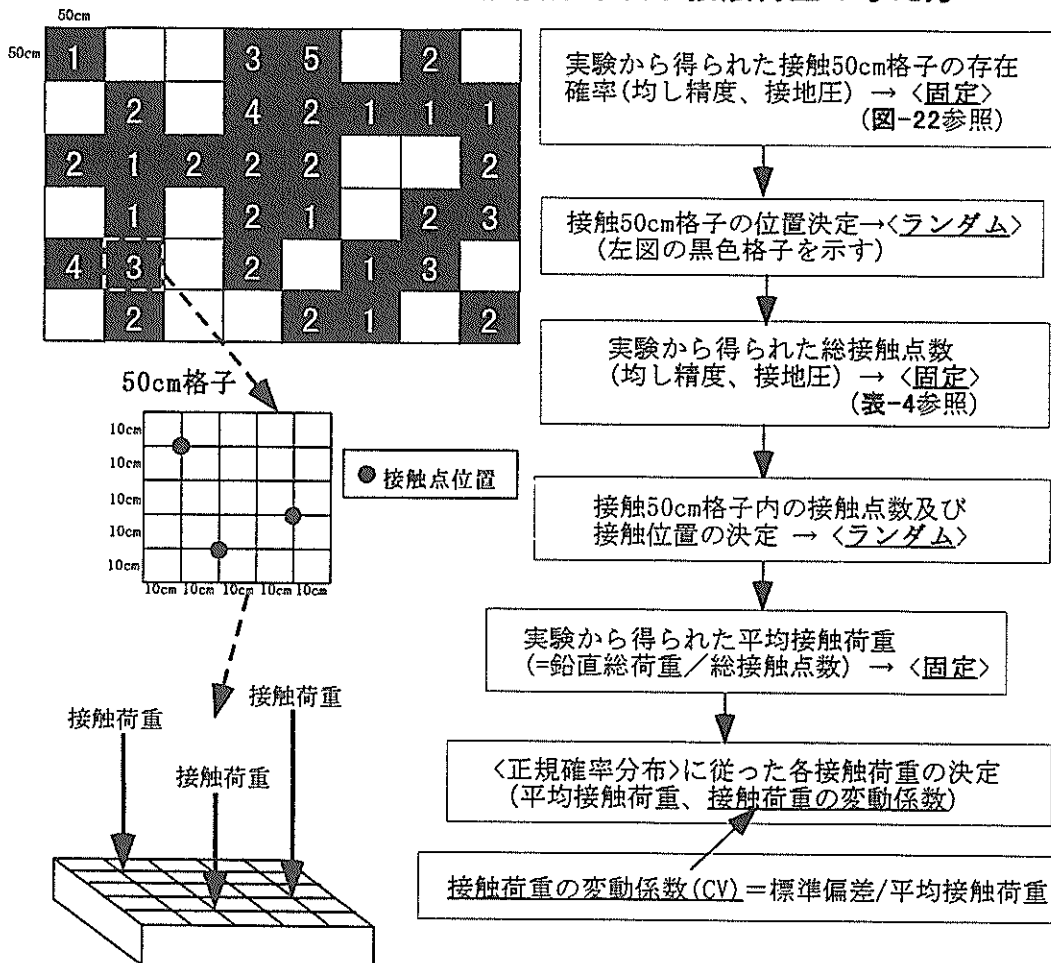 50cm
50cm
1 3 5 2
2 4 2 1 1 1
2 1 2 2 2 2
1 2 1 2 3
4 3 2 1 3
2 2 1 2
50cm格子
10cm
10cm
10cm
10cm
10cm
10cm 10cm 10cm 10cm 10cm
接触点位置
接触荷重
接触荷重
接触荷重
実験から得られた接触50cm格子の存在
確率(均し精度、接地圧) → <固定>
(図-22参照)
接触50cm格子の位置決定→<ランダム>
(左図の黒色格子を示す)
実験から得られた総接触点数
(均し精度、接地圧) → <固定>
(表-4参照)
接触50cm格子内の接触点数及び
接触位置の決定 → <ランダム>
実験から得られた平均接触荷重
(=鉛直総荷重/総接触点数) → <固定>
<正規確率分布>に従った各接触荷重の決定
(平均接触荷重、接触荷重の変動係数)
接触荷重の変動係数(CV)=標準偏差/平均接触荷重